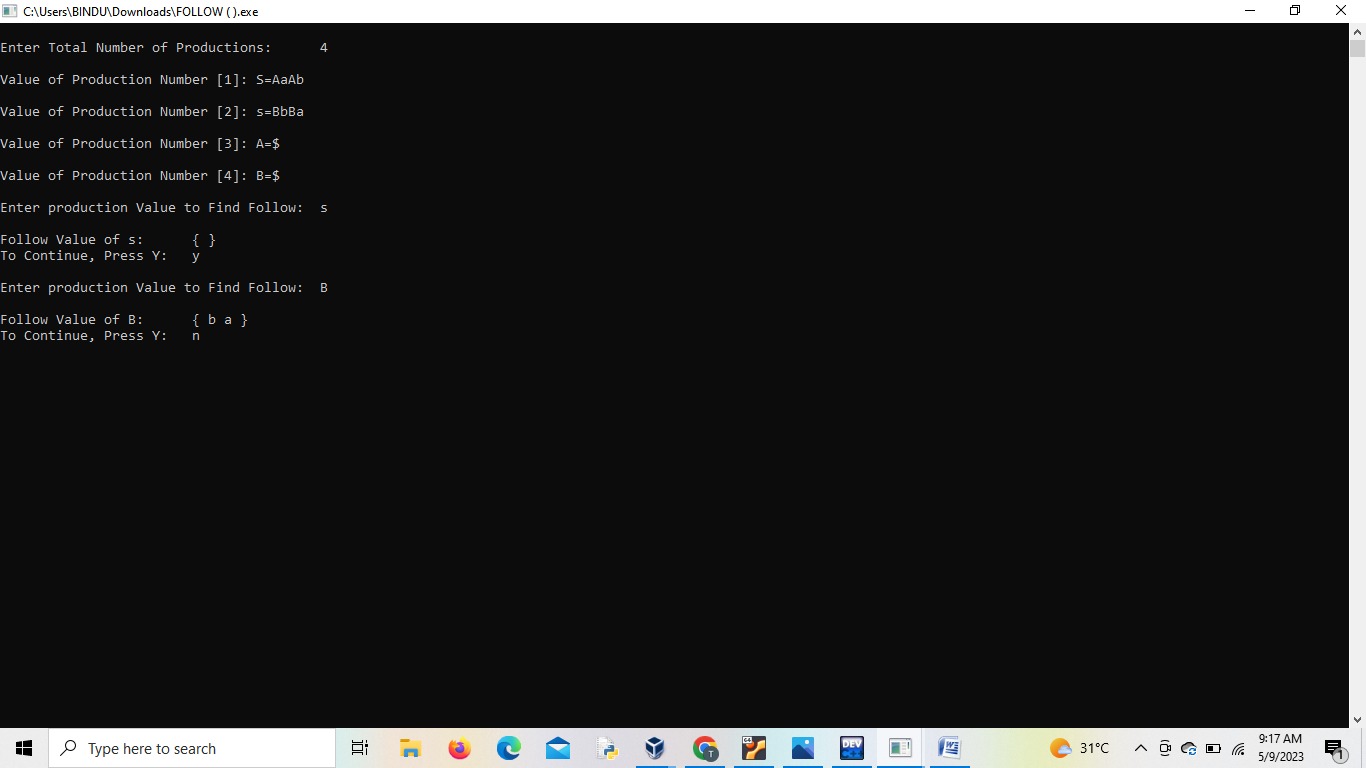 C:\Users\BINDU\Downloads\FOLLOW ( ).exe
Enter Total Number of Productions: 4
Value of Production Number [1]: S=AaAb
Value of Production Number [2]: s=BbBa
Value of Production Number [3]: A=$
Value of Production Number [4]: B=$
Enter production Value to Find Follow: s
Follow Value of s: { }
To Continue, Press Y: y
Enter production Value to Find Follow: B
Follow Value of B: { b a }
To Continue, Press Y: n
Type here to search
64
DEV
C++
W
T
31°C
9:17 AM
5/9/2023
1